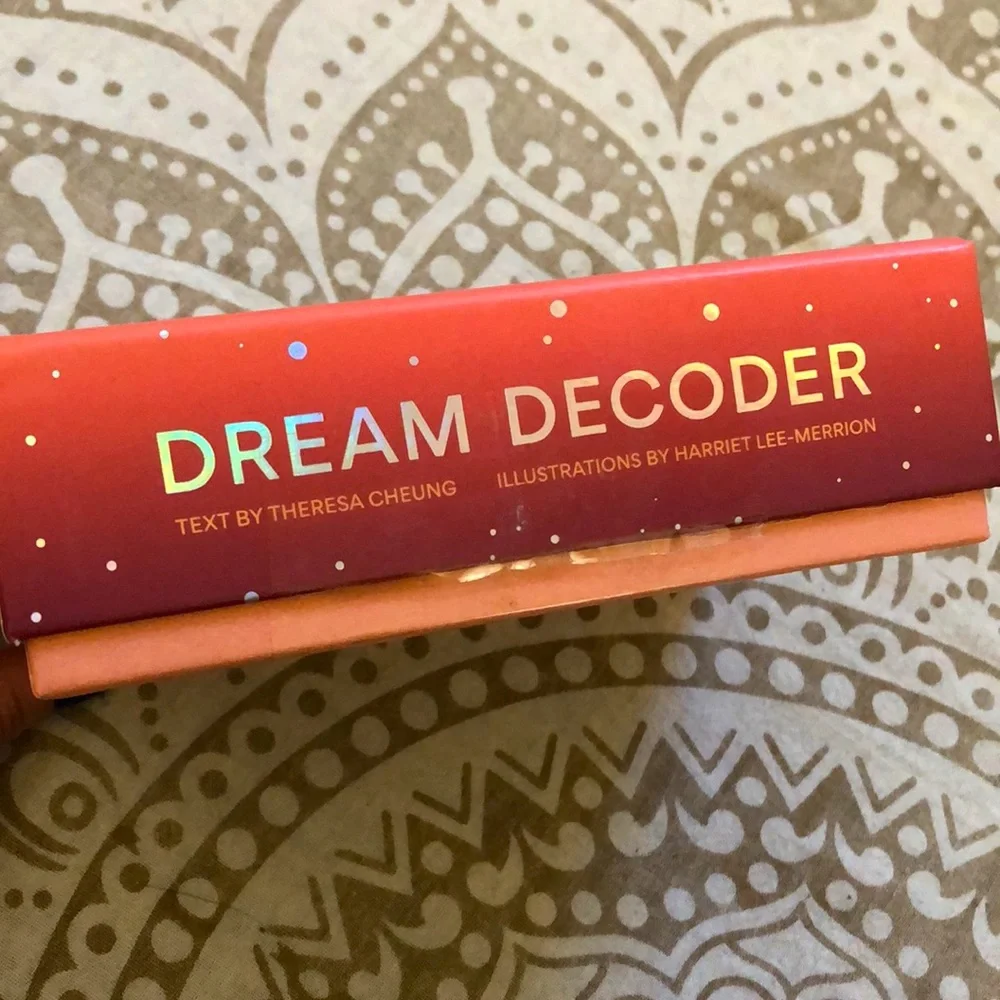 DREAM DECODER
TEXT BY THERESA CHEUNG ILLUSTRATIONS BY HARRIET LEE-MERRION